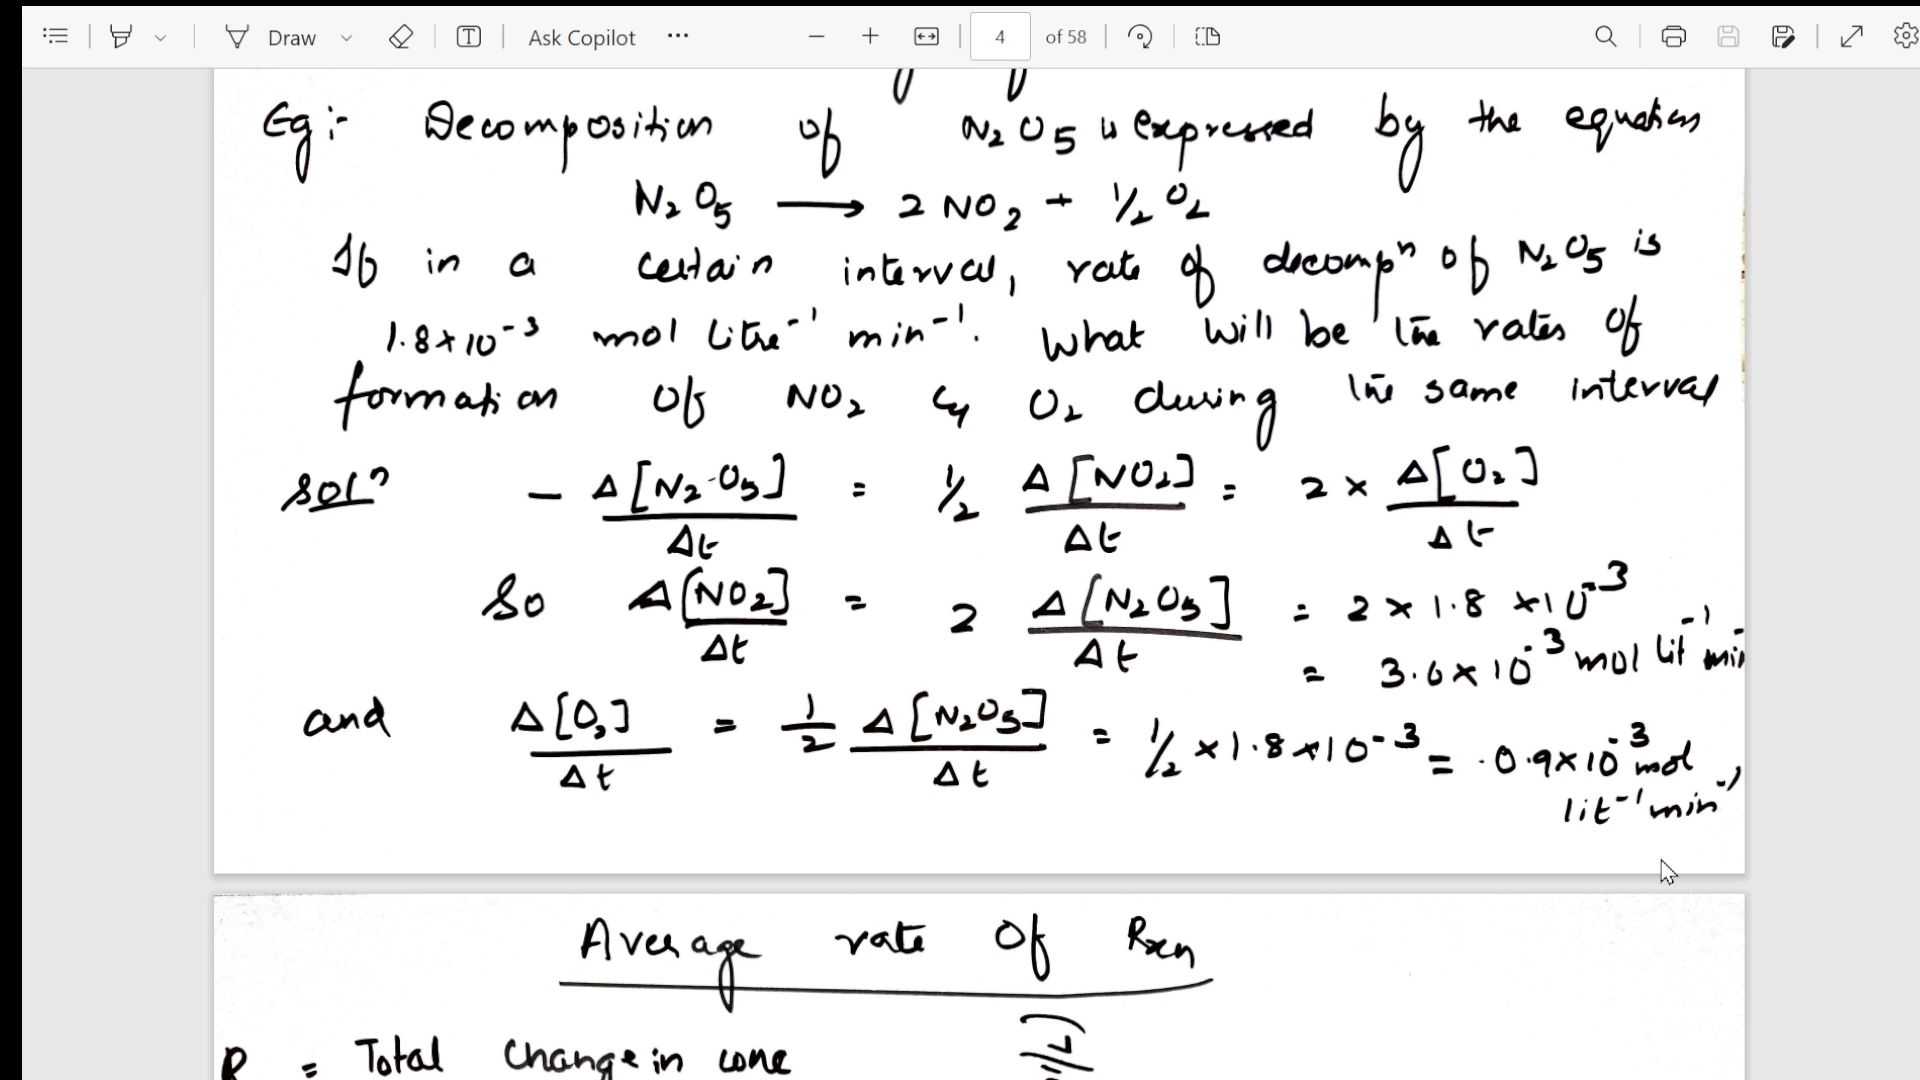 Draw Ask Copilot ... 4 of 58
Eg:- Decomposition of N2O5 is expressed by the equation
N2O5 ⟶ 2 NO2 + 1/2 O2
If in a certain interval, rate of decompⁿ of N2O5 is
1.8×10⁻³ mol Litre⁻¹ min⁻¹. What will be the rates of
formation of NO2 & O2 during the same interval
Solⁿ - Δ[N2O5]/Δt = 1/2 Δ[NO2]/Δt = 2 × Δ[O2]/Δt
So Δ[NO2]/Δt = 2 Δ[N2O5]/Δt = 2 × 1.8 ×10⁻³
= 3.6×10⁻³ mol lit⁻¹ min
and Δ[O2]/Δt = 1/2 Δ[N2O5]/Δt = 1/2 × 1.8×10⁻³ = 0.9×10⁻³ mol
lit⁻¹ min⁻¹
Average rate of Rxn
R = Total change in conc